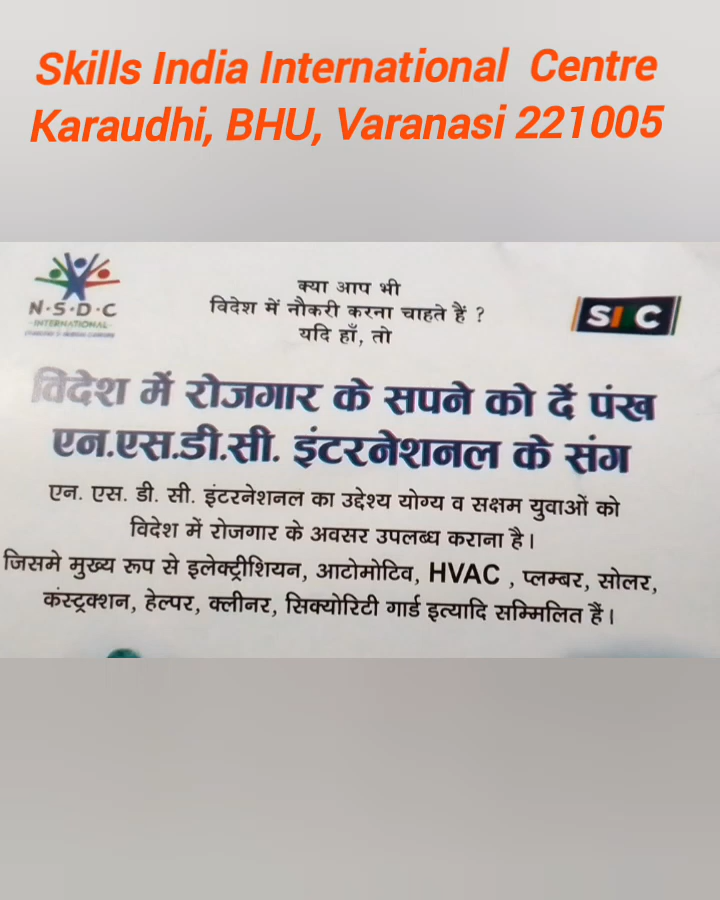 Skills India International Centre
Karaudhi, BHU, Varanasi 221005
N·S·D·C
INTERNATIONAL
क्या आप भी
विदेश में नौकरी करना चाहते हैं ?
यदि हाँ, तो
SIIC
विदेश में रोजगार के सपने को दें पंख
एन.एस.डी.सी. इंटरनेशनल के संग
एन. एस. डी. सी. इंटरनेशनल का उद्देश्य योग्य व सक्षम युवाओं को
विदेश में रोजगार के अवसर उपलब्ध कराना है।
जिसमे मुख्य रूप से इलेक्ट्रीशियन, आटोमोटिव, HVAC , प्लम्बर, सोलर,
कंस्ट्रक्शन, हेल्पर, क्लीनर, सिक्योरिटी गार्ड इत्यादि सम्मिलित हैं।